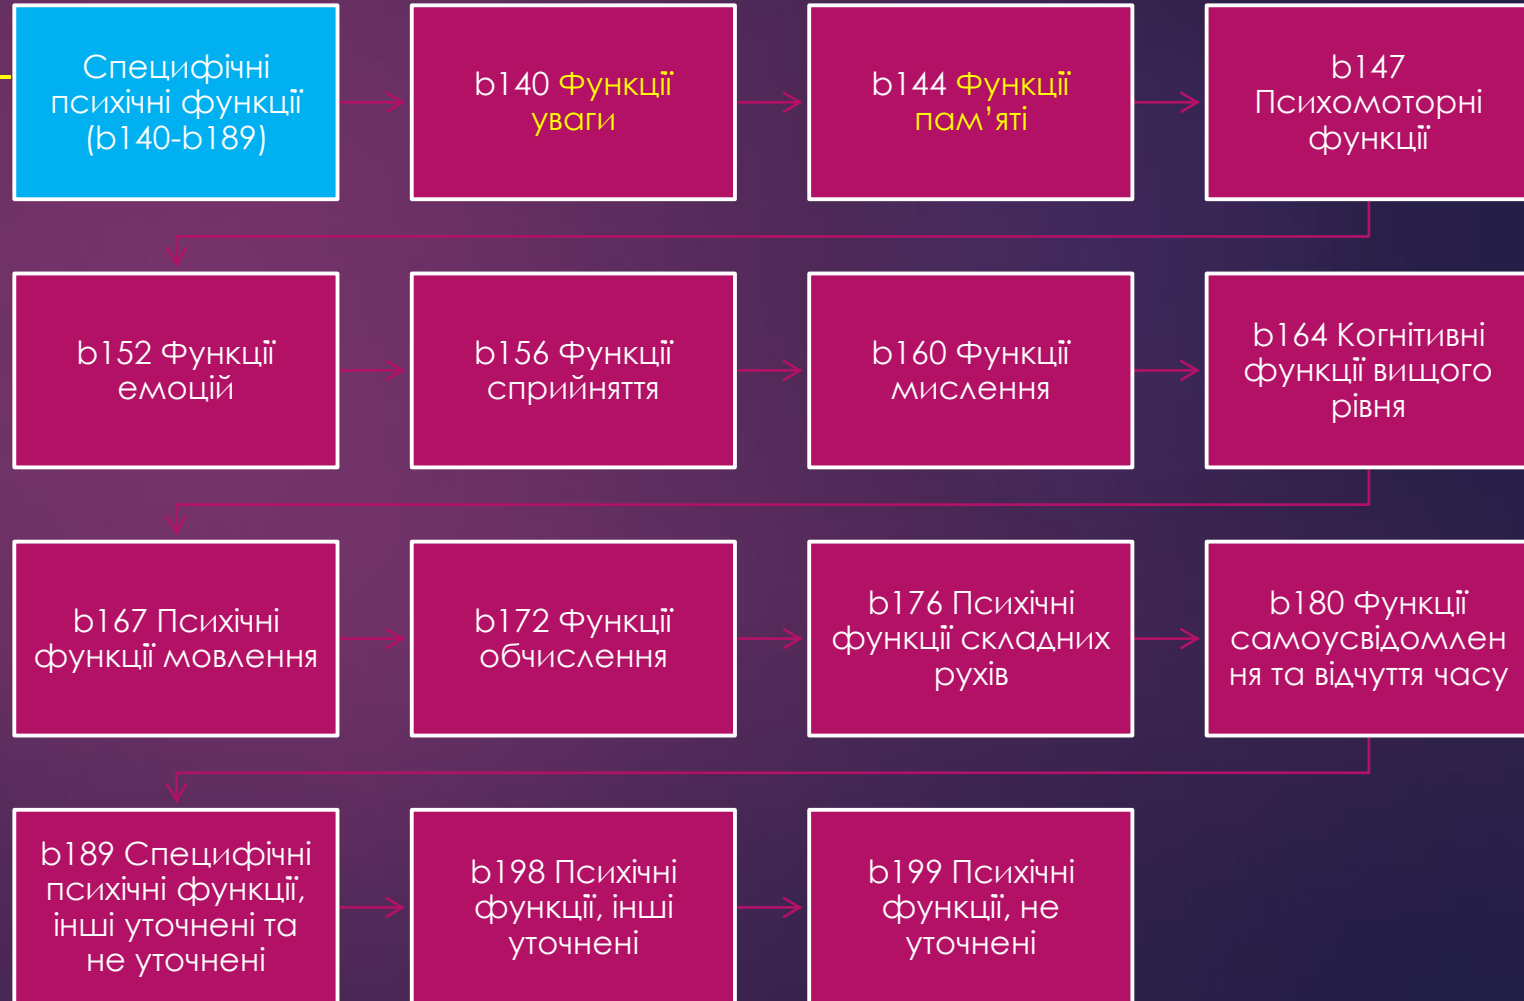 Специфічні
психічні функції
(b140-b189)
b140 Функції
уваги
b144 Функції
пам’яті
b147
Психомоторні
функції
b152 Функції
емоцій
b156 Функції
сприйняття
b160 Функції
мислення
b164 Когнітивні
функції вищого
рівня
b167 Психічні
функції мовлення
b172 Функції
обчислення
b176 Психічні
функції складних
рухів
b180 Функції
самоусвідомлен
ня та відчуття часу
b189 Специфічні
психічні функції,
інші уточнені та
не уточнені
b198 Психічні
функції, інші
уточнені
b199 Психічні
функції, не
уточнені